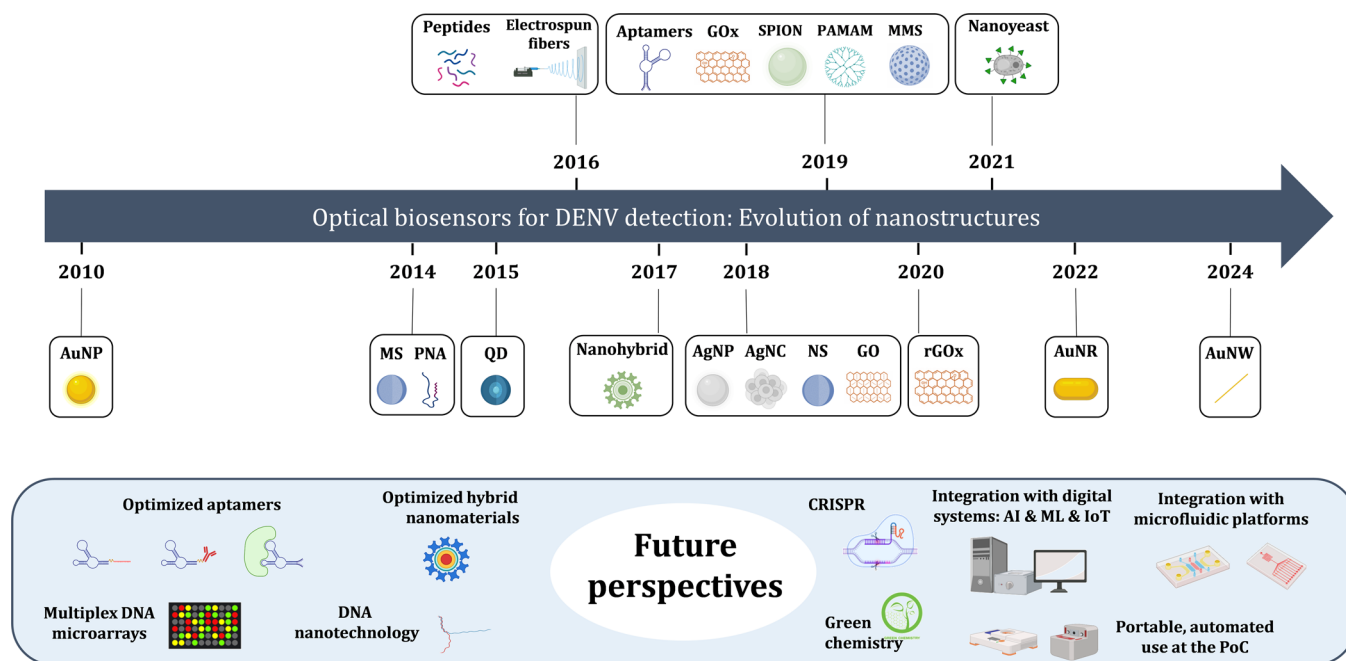 Peptides
Electrospun
fibers
Aptamers
GOx
SPION
PAMAM
MMS
Nanoyeast
2016
2019
2021
Optical biosensors for DENV detection: Evolution of nanostructures
2010
2014
2015
2017
2018
2020
2022
2024
AuNP
MS
PNA
QD
Nanohybrid
AgNP
AgNC
NS
GO
rGOx
AuNR
AuNW
Optimized aptamers
Optimized hybrid
nanomaterials
Multiplex DNA
microarrays
DNA
nanotechnology
Future
perspectives
CRISPR
Integration with digital
systems: AI & ML & IoT
Integration with
microfluidic platforms
Green
chemistry
GREEN CHEMISTRY
Portable, automated
use at the PoC